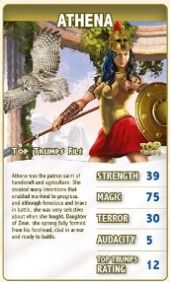 ATHENA
TOP TRUMPS FILE
TOP TRUMPS
Athena was the patron saint of
handicraft and agriculture. She
created many inventions that
enabled mankind to progress,
and although ferocious and brave
in battle, she was very selective
about when she fought. Daughter
of Zeus, she sprang fully formed
from his forehead, clad in armor
and ready to battle.
STRENGTH 39
MAGIC 75
TERROR 30
AUDACITY 5
TOP TRUMPS
RATING 12